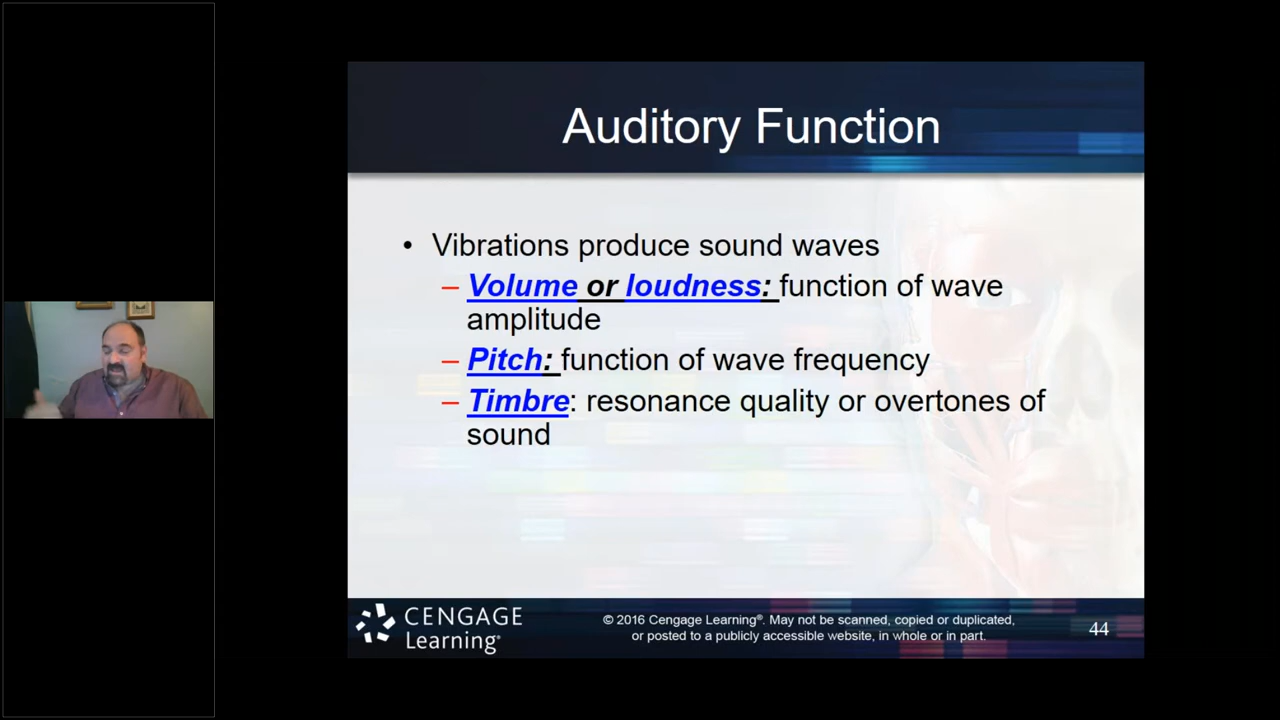 Auditory Function
• Vibrations produce sound waves
– Volume or loudness: function of wave
amplitude
– Pitch: function of wave frequency
– Timbre: resonance quality or overtones of
sound
CENGAGE
Learning®
© 2016 Cengage Learning®. May not be scanned, copied or duplicated,
or posted to a publicly accessible website, in whole or in part.
44